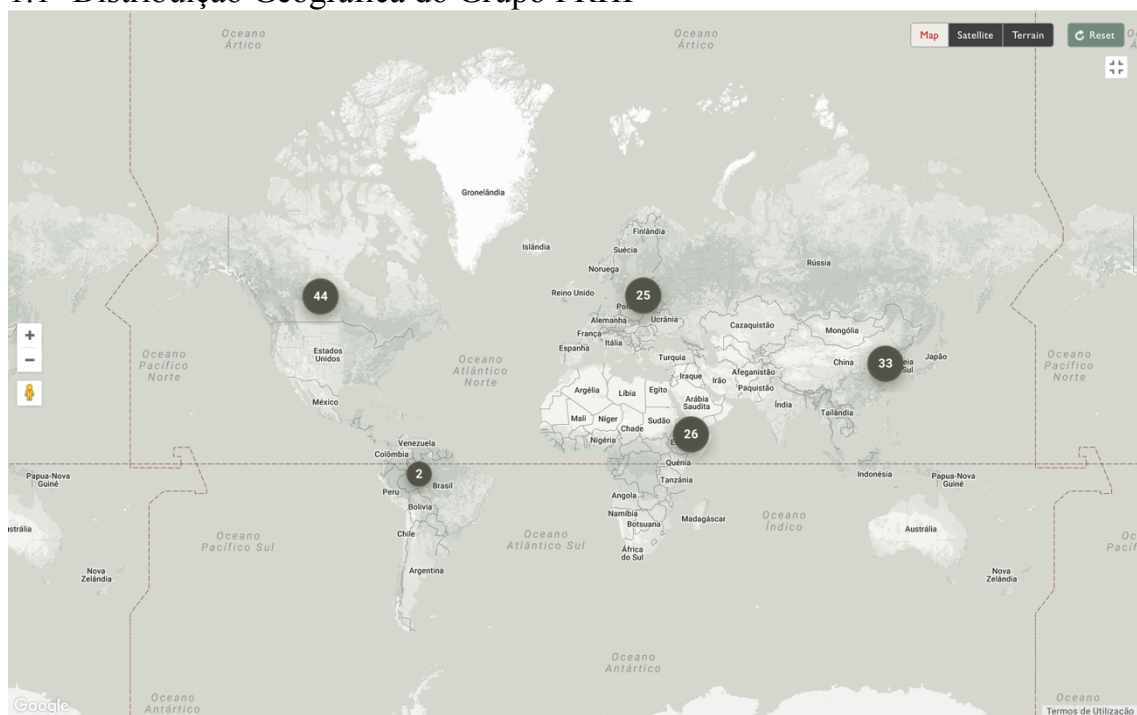 Oceano
Ártico
Oceano
Ártico
Map
Satellite
Terrain
Reset
Gronelândia
Islândia
Finlândia
Suécia
Noruega
Rússia
Reino Unido
44
25
Alemanha
Ucrânia
França
Itália
Espanha
Cazaquistão
Mongólia
Estados
Unidos
Oceano
Pacífico
Norte
Oceano
Atlântico
Norte
Turquia
China
33
Japão
Oceano
Pacífico
Norte
Iraque
Irão
Afeganistão
Paquistão
México
Argélia
Líbia
Egito
Arábia
Saudita
Índia
Tailândia
Mali
Níger
Chade
Sudão
26
Nigéria
Venezuela
Colômbia
Quénia
2
Brasil
Peru
Tanzânia
Indonésia
Papua-Nova
Guiné
Papua-Nova
Guiné
Bolívia
Angola
Namíbia
Botsuana
Madagáscar
Oceano
Índico
Austrália
Chile
Oceano
Pacífico Sul
Oceano
Atlântico Sul
África
do Sul
Argentina
Nova
Zelândia
Nova
Zelândia
Oceano
Antártico
Oceano
Antártico
Oceano
Google
Termos de Utilização